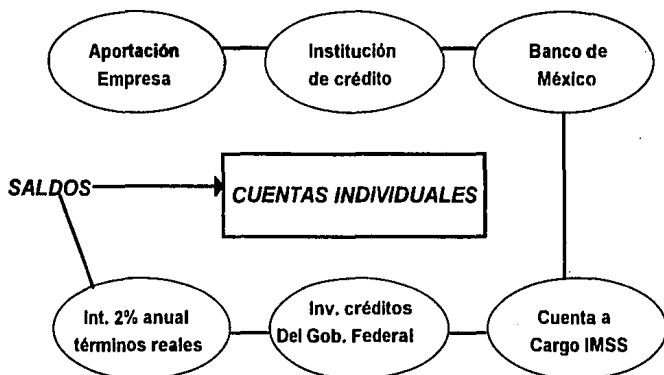 Aportación
Empresa
Institución
de crédito
Banco de
México
SALDOS
CUENTAS INDIVIDUALES
Int. 2% anual
términos reales
Inv. créditos
Del Gob. Federal
Cuenta a
Cargo IMSS